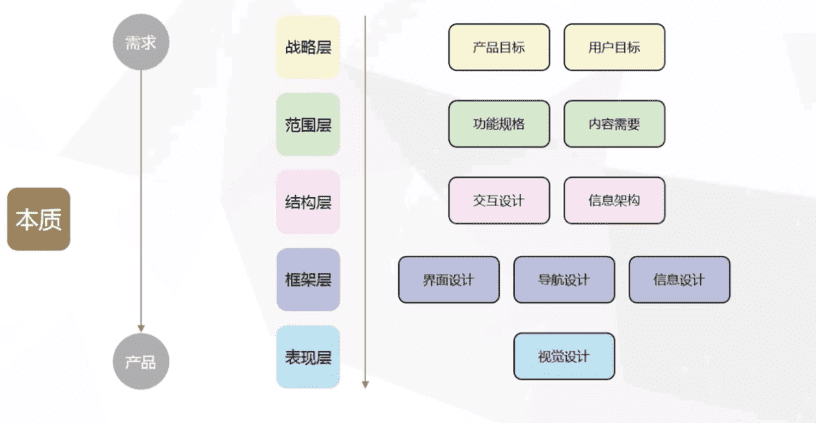 需求
战略层
产品目标
用户目标
范围层
功能规格
内容需要
本质
结构层
交互设计
信息架构
框架层
界面设计
导航设计
信息设计
产品
表现层
视觉设计